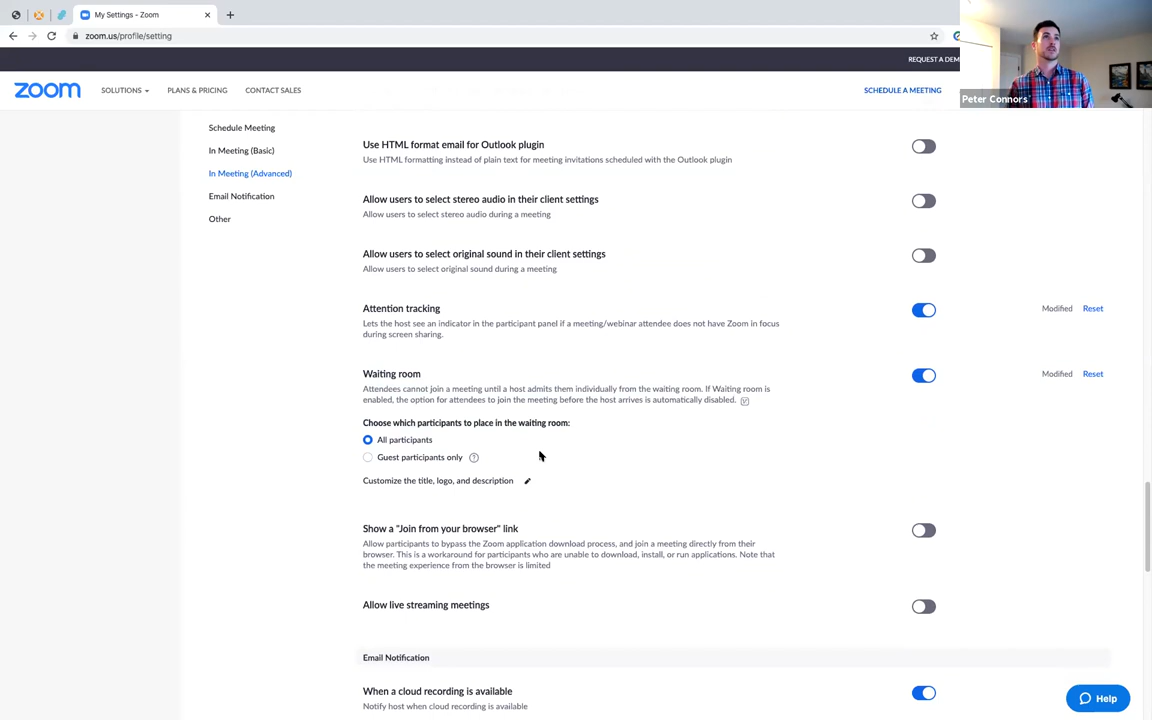 My Settings - Zoom
zoom.us/profile/setting
REQUEST A DEM
zoom
SOLUTIONS
PLANS & PRICING
CONTACT SALES
SCHEDULE A MEETING
Peter Connors
Schedule Meeting
In Meeting (Basic)
In Meeting (Advanced)
Email Notification
Other
Use HTML format email for Outlook plugin
Use HTML formatting instead of plain text for meeting invitations scheduled with the Outlook plugin
Allow users to select stereo audio in their client settings
Allow users to select stereo audio during a meeting
Allow users to select original sound in their client settings
Allow users to select original sound during a meeting
Attention tracking
Modified Reset
Lets the host see an indicator in the participant panel if a meeting/webinar attendee does not have Zoom in focus
during screen sharing.
Waiting room
Modified Reset
Attendees cannot join a meeting until a host admits them individually from the waiting room. If Waiting room is
enabled, the option for attendees to join the meeting before the host arrives is automatically disabled.
Choose which participants to place in the waiting room:
All participants
Guest participants only ?
Customize the title, logo, and description
Show a "Join from your browser" link
Allow participants to bypass the Zoom application download process, and join a meeting directly from their
browser. This is a workaround for participants who are unable to download, install, or run applications. Note that
the meeting experience from the browser is limited
Allow live streaming meetings
Email Notification
When a cloud recording is available
Notify host when cloud recording is available
Help